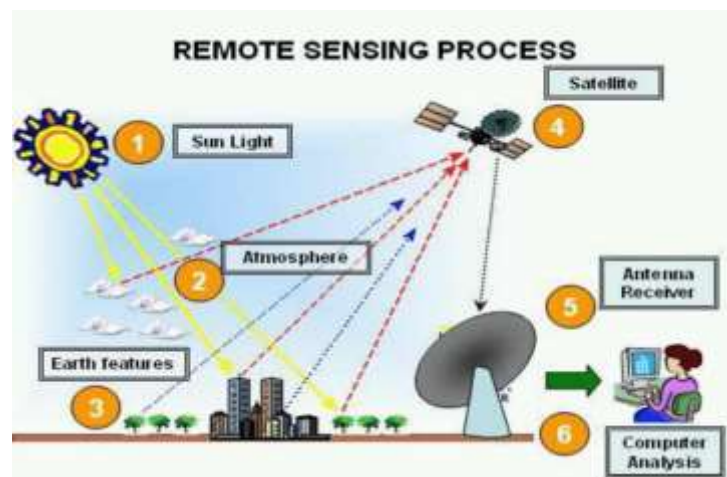 REMOTE SENSING PROCESS
1
Sun Light
Satellite
4
2
Atmosphere
Antenna
Receiver
5
Earth features
3
6
Computer
Analysis